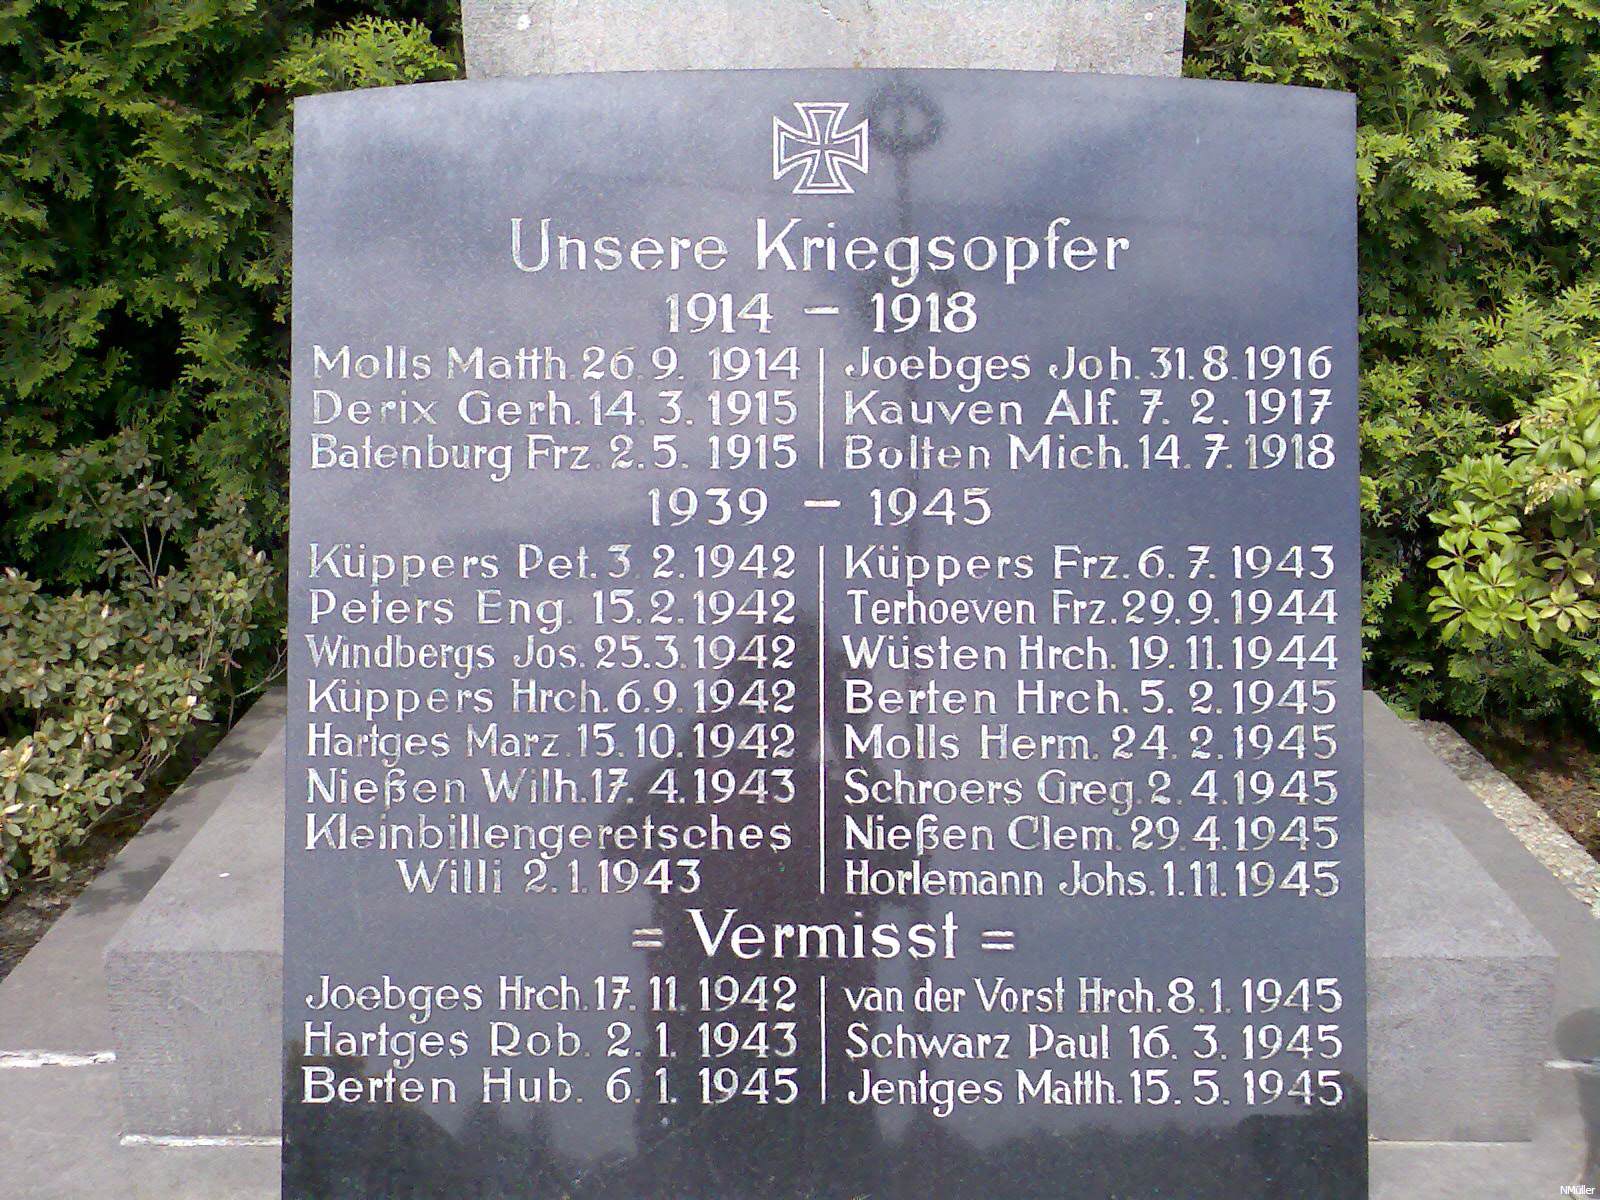 Unsere Kriegsopfer
1914 – 1918
Molls Matth. 26. 9. 1914
Derix Gerh. 14. 3. 1915
Batenburg Frz. 2. 5. 1915
Joebges Joh. 31. 8. 1916
Kauven Alf. 7. 2. 1917
Bolten Mich. 14. 7. 1918
1939 – 1945
Küppers Pet. 3. 2. 1942
Peters Eng. 15. 2. 1942
Windbergs Jos. 25. 3. 1942
Küppers Hrch. 6. 9. 1942
Hartges Marz. 15. 10. 1942
Nießen Wilh. 17. 4. 1943
Kleinbillengeretsches
Willi 2. 1. 1943
Küppers Frz. 6. 7. 1943
Terhoeven Frz. 29. 9. 1944
Wüsten Hrch. 19. 11. 1944
Berten Hrch. 5. 2. 1945
Molls Herm. 24. 2. 1945
Schroers Greg. 2. 4. 1945
Nießen Clem. 29. 4. 1945
Horlemann Johs. 1. 11. 1945
= Vermisst =
Joebges Hrch. 17. 11. 1942
Hartges Rob. 2. 1. 1943
Berten Hub. 6. 1. 1945
van der Vorst Hrch. 8. 1. 1945
Schwarz Paul 16. 3. 1945
Jentges Matth. 15. 5. 1945
NMüller